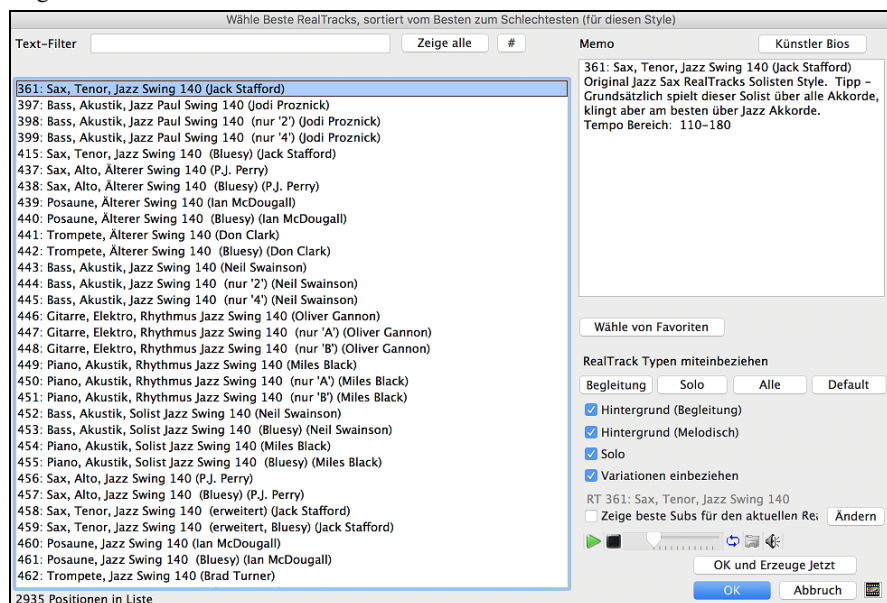 Wähle Beste RealTracks, sortiert vom Besten zum Schlechtesten (für diesen Style)
Text-Filter
Zeige alle
#
361: Sax, Tenor, Jazz Swing 140 (Jack Stafford)
397: Bass, Akustik, Jazz Paul Swing 140 (Jodi Proznick)
398: Bass, Akustik, Jazz Paul Swing 140 (nur '2') (Jodi Proznick)
399: Bass, Akustik, Jazz Paul Swing 140 (nur '4') (Jodi Proznick)
415: Sax, Tenor, Jazz Swing 140 (Bluesy) (Jack Stafford)
437: Sax, Alto, Älterer Swing 140 (P.J. Perry)
438: Sax, Alto, Älterer Swing 140 (Bluesy) (P.J. Perry)
439: Posaune, Älterer Swing 140 (Ian McDougall)
440: Posaune, Älterer Swing 140 (Bluesy) (Ian McDougall)
441: Trompete, Älterer Swing 140 (Don Clark)
442: Trompete, Älterer Swing 140 (Bluesy) (Don Clark)
443: Bass, Akustik, Jazz Swing 140 (Neil Swainson)
444: Bass, Akustik, Jazz Swing 140 (nur '2') (Neil Swainson)
445: Bass, Akustik, Jazz Swing 140 (nur '4') (Neil Swainson)
446: Gitarre, Elektro, Rhythmus Jazz Swing 140 (Oliver Gannon)
447: Gitarre, Elektro, Rhythmus Jazz Swing 140 (nur 'A') (Oliver Gannon)
448: Gitarre, Elektro, Rhythmus Jazz Swing 140 (nur 'B') (Oliver Gannon)
449: Piano, Akustik, Rhythmus Jazz Swing 140 (Miles Black)
450: Piano, Akustik, Rhythmus Jazz Swing 140 (nur 'A') (Miles Black)
451: Piano, Akustik, Rhythmus Jazz Swing 140 (nur 'B') (Miles Black)
452: Bass, Akustik, Solist Jazz Swing 140 (Neil Swainson)
453: Bass, Akustik, Solist Jazz Swing 140 (Bluesy) (Neil Swainson)
454: Piano, Akustik, Solist Jazz Swing 140 (Miles Black)
455: Piano, Akustik, Solist Jazz Swing 140 (Bluesy) (Miles Black)
456: Sax, Alto, Jazz Swing 140 (P.J. Perry)
457: Sax, Alto, Jazz Swing 140 (Bluesy) (P.J. Perry)
458: Sax, Tenor, Jazz Swing 140 (erweitert) (Jack Stafford)
459: Sax, Tenor, Jazz Swing 140 (erweitert, Bluesy) (Jack Stafford)
460: Posaune, Jazz Swing 140 (Ian McDougall)
461: Posaune, Jazz Swing 140 (Bluesy) (Ian McDougall)
462: Trompete, Jazz Swing 140 (Brad Turner)
2935 Positionen in Liste
Memo
Künstler Bios
361: Sax, Tenor, Jazz Swing 140 (Jack Stafford)
Original Jazz Sax RealTracks Solisten Style. Tipp -
Grundsätzlich spielt dieser Solist über alle Akkorde,
klingt aber am besten über Jazz Akkorde.
Tempo Bereich: 110-180
Wähle von Favoriten
RealTrack Typen miteinbeziehen
Begleitung
Solo
Alle
Default
Hintergrund (Begleitung)
Hintergrund (Melodisch)
Solo
Variationen einbeziehen
RT 361: Sax, Tenor, Jazz Swing 140
Zeige beste Subs für den aktuellen
Ändern
OK und Erzeuge Jetzt
OK
Abbruch